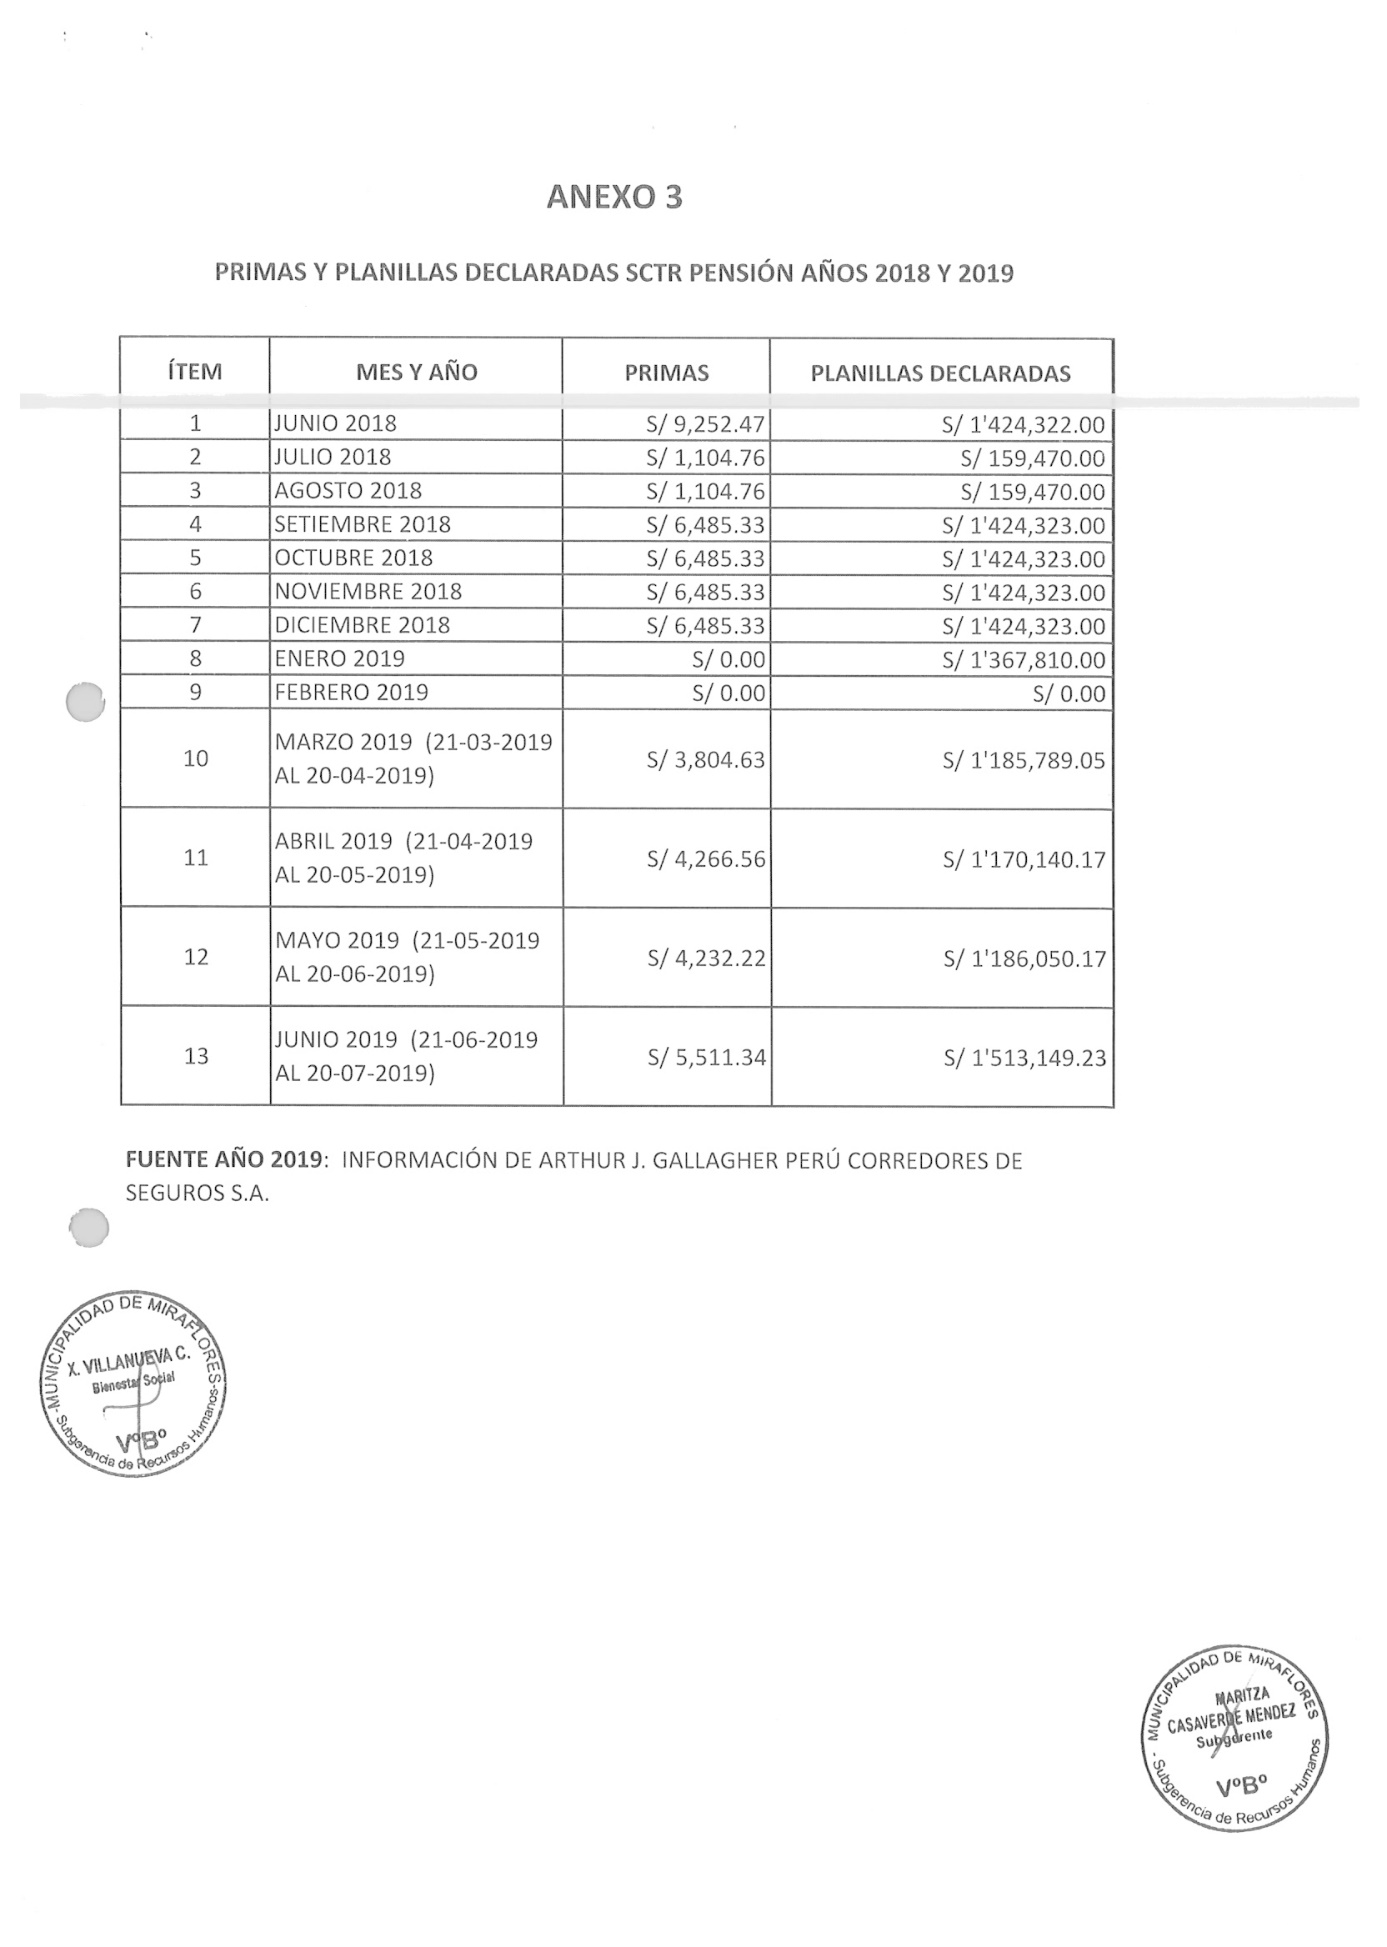 ANEXO 3
PRIMAS Y PLANILLAS DECLARADAS SCTR PENSIÓN AÑOS 2018 Y 2019
ÍTEM MES Y AÑO PRIMAS PLANILLAS DECLARADAS
1 JUNIO 2018 S/ 9,252.47 S/ 1'424,322.00
2 JULIO 2018 S/ 1,104.76 S/ 159,470.00
3 AGOSTO 2018 S/ 1,104.76 S/ 159,470.00
4 SETIEMBRE 2018 S/ 6,485.33 S/ 1'424,323.00
5 OCTUBRE 2018 S/ 6,485.33 S/ 1'424,323.00
6 NOVIEMBRE 2018 S/ 6,485.33 S/ 1'424,323.00
7 DICIEMBRE 2018 S/ 6,485.33 S/ 1'424,323.00
8 ENERO 2019 S/ 0.00 S/ 1'367,810.00
9 FEBRERO 2019 S/ 0.00 S/ 0.00
10 MARZO 2019 (21-03-2019
AL 20-04-2019) S/ 3,804.63 S/ 1'185,789.05
11 ABRIL 2019 (21-04-2019
AL 20-05-2019) S/ 4,266.56 S/ 1'170,140.17
12 MAYO 2019 (21-05-2019
AL 20-06-2019) S/ 4,232.22 S/ 1'186,050.17
13 JUNIO 2019 (21-06-2019
AL 20-07-2019) S/ 5,511.34 S/ 1'513,149.23
FUENTE AÑO 2019: INFORMACIÓN DE ARTHUR J. GALLAGHER PERÚ CORREDORES DE
SEGUROS S.A.
MUNICIPALIDAD DE MIRAFLORES
X. VILLANUEVA C.
Bienestar Social
VºBº
- Subgerencia de Recursos Humanos-
MUNICIPALIDAD DE MIRAFLORES
MARITZA
CASAVERDE MENDEZ
Subgerente
VºBº
- Subgerencia de Recursos Humanos